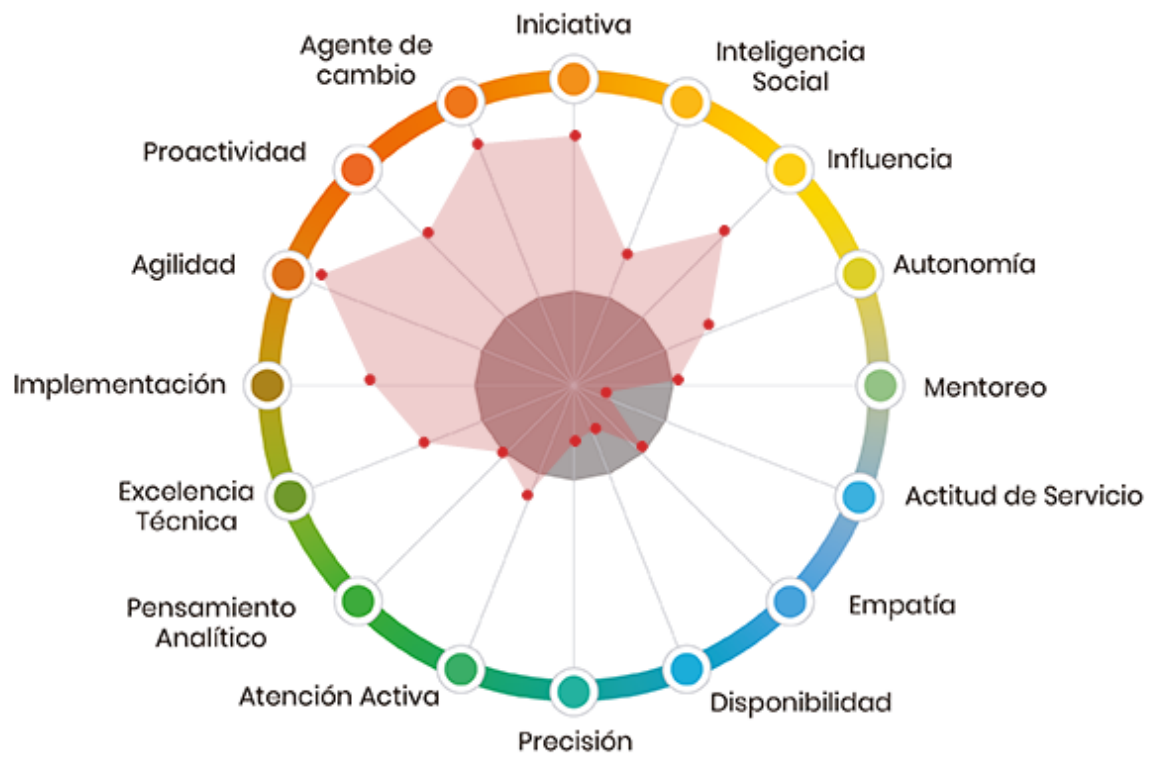 Iniciativa
Inteligencia
Social
Influencia
Autonomía
Mentoreo
Actitud de Servicio
Empatía
Disponibilidad
Precisión
Atención Activa
Pensamiento
Analítico
Excelencia
Técnica
Implementación
Agilidad
Proactividad
Agente de
cambio